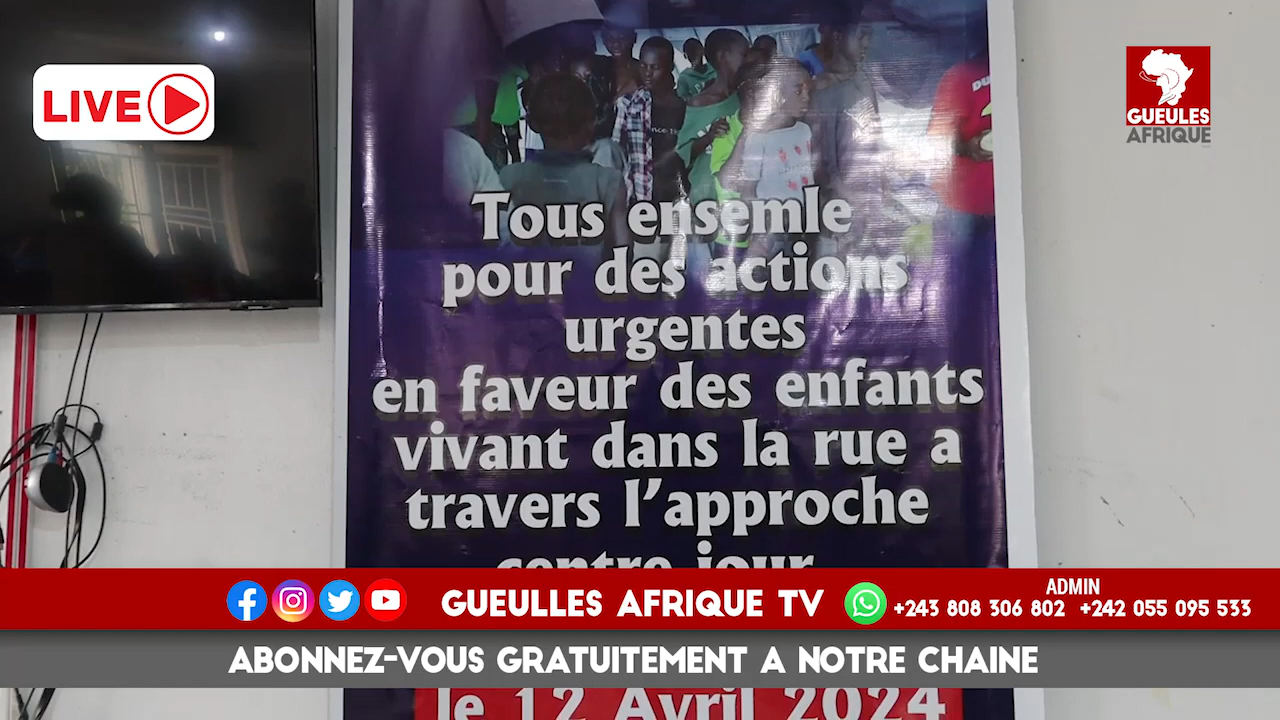 LIVE
GUEULES
AFRIQUE
Tous ensemle
pour des actions
urgentes
en faveur des enfants
vivant dans la rue a
travers l'approche
centre jour
GUEULLES AFRIQUE TV
ADMIN
+243 808 306 802 +242 055 095 533
ABONNEZ-VOUS GRATUITEMENT A NOTRE CHAINE
le 12 Avril 2024